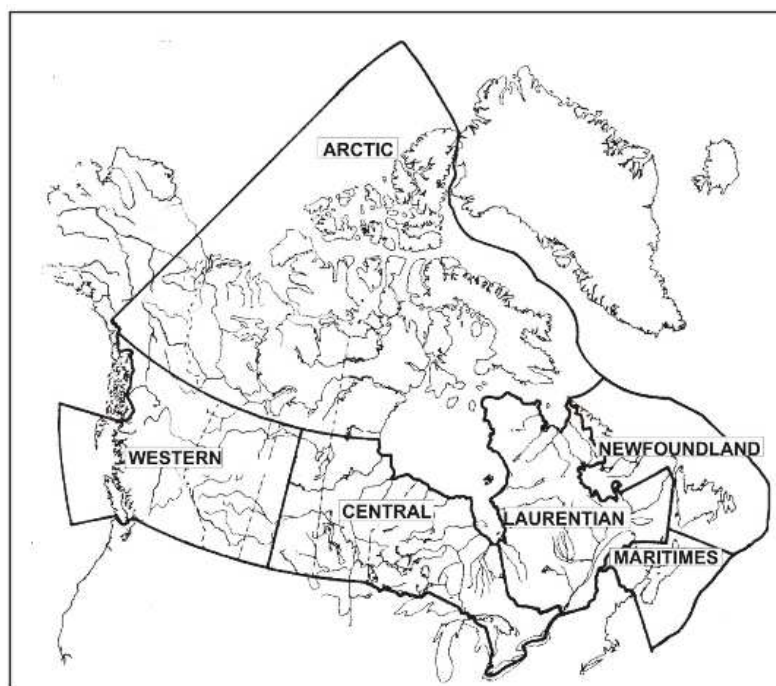 ARCTIC
WESTERN
NEWFOUNDLAND
CENTRAL
LAURENTIAN
MARITIMES